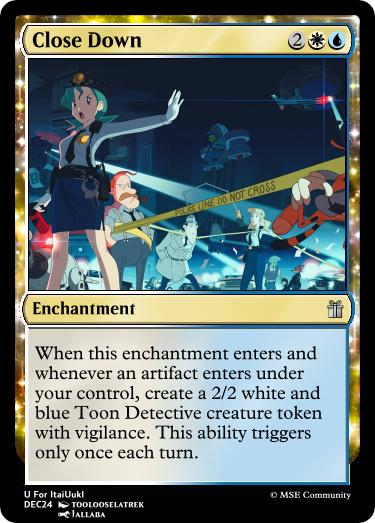 Close Down 2
POLICE LINE DO NOT CROSS
Enchantment
When this enchantment enters and
whenever an artifact enters under
your control, create a 2/2 white and
blue Toon Detective creature token
with vigilance. This ability triggers
only once each turn.
U For ItaiUukI
© MSE Community
DEC24 TOOLOOSELATREK
JALLABA